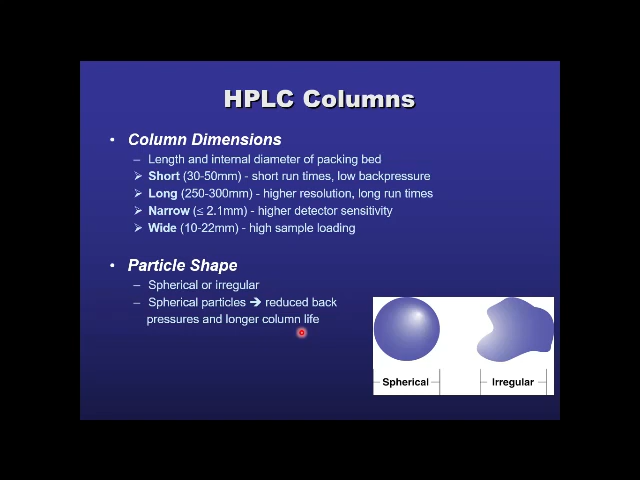 HPLC Columns
• Column Dimensions
– Length and internal diameter of packing bed
➢ Short (30-50mm) - short run times, low backpressure
➢ Long (250-300mm) - higher resolution, long run times
➢ Narrow (≤ 2.1mm) - higher detector sensitivity
➢ Wide (10-22mm) - high sample loading
• Particle Shape
– Spherical or irregular
– Spherical particles ➔ reduced back
pressures and longer column life
Spherical
Irregular